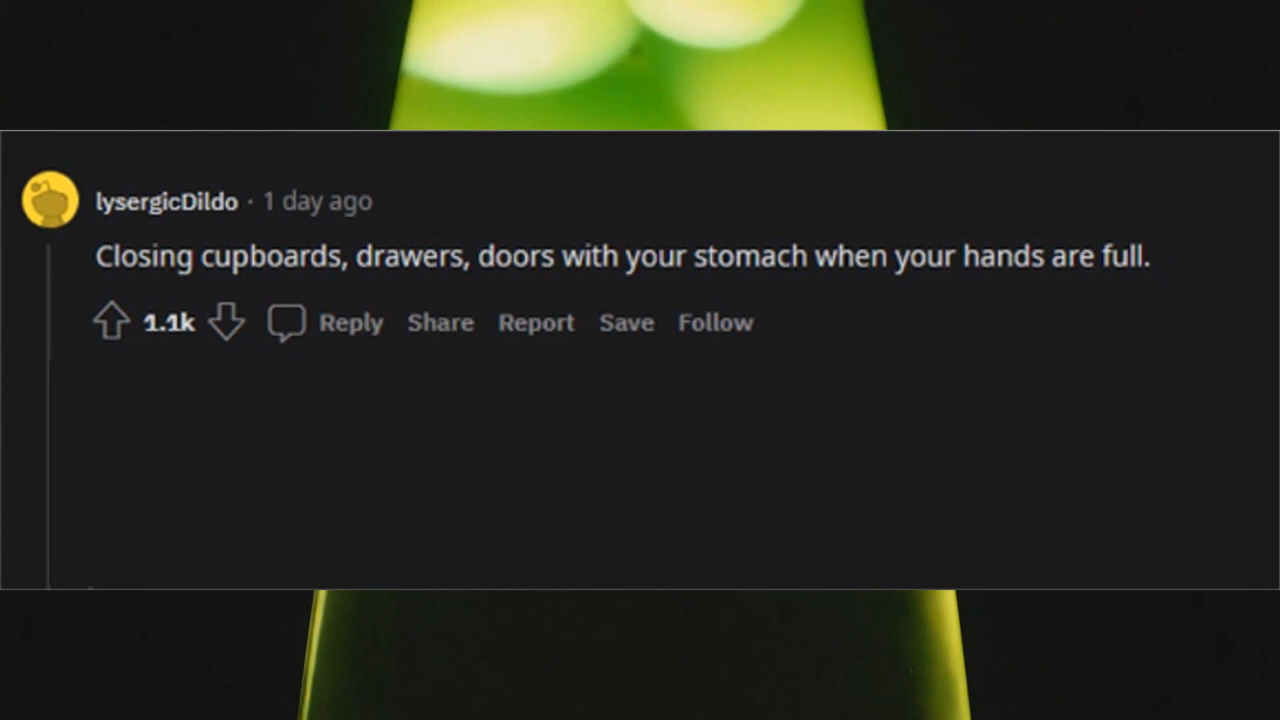 lysergicDildo · 1 day ago
Closing cupboards, drawers, doors with your stomach when your hands are full.
1.1k Reply Share Report Save Follow